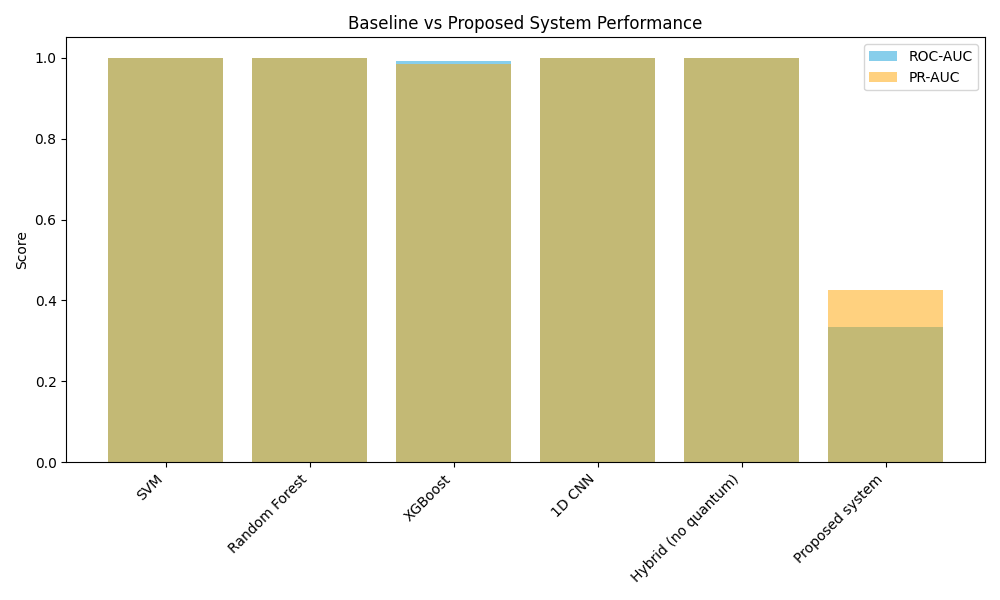 Baseline vs Proposed System Performance
ROC-AUC
PR-AUC
Score
1.0
0.8
0.6
0.4
0.2
0.0
SVM
Random Forest
XGBoost
1D CNN
Hybrid (no quantum)
Proposed system